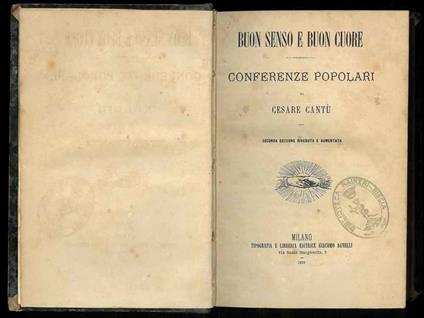 BUON SENSO E BUON CUORE
CONFERENZE POPOLARI
DI
CESARE CANTÙ
SECONDA EDIZIONE RIVEDUTA E AUMENTATA
MILANO
TIPOGRAFIA E LIBRERIA EDITRICE GIACOMO AGNELLI
Via Santa Margherita, 2
BIBLIOTECA